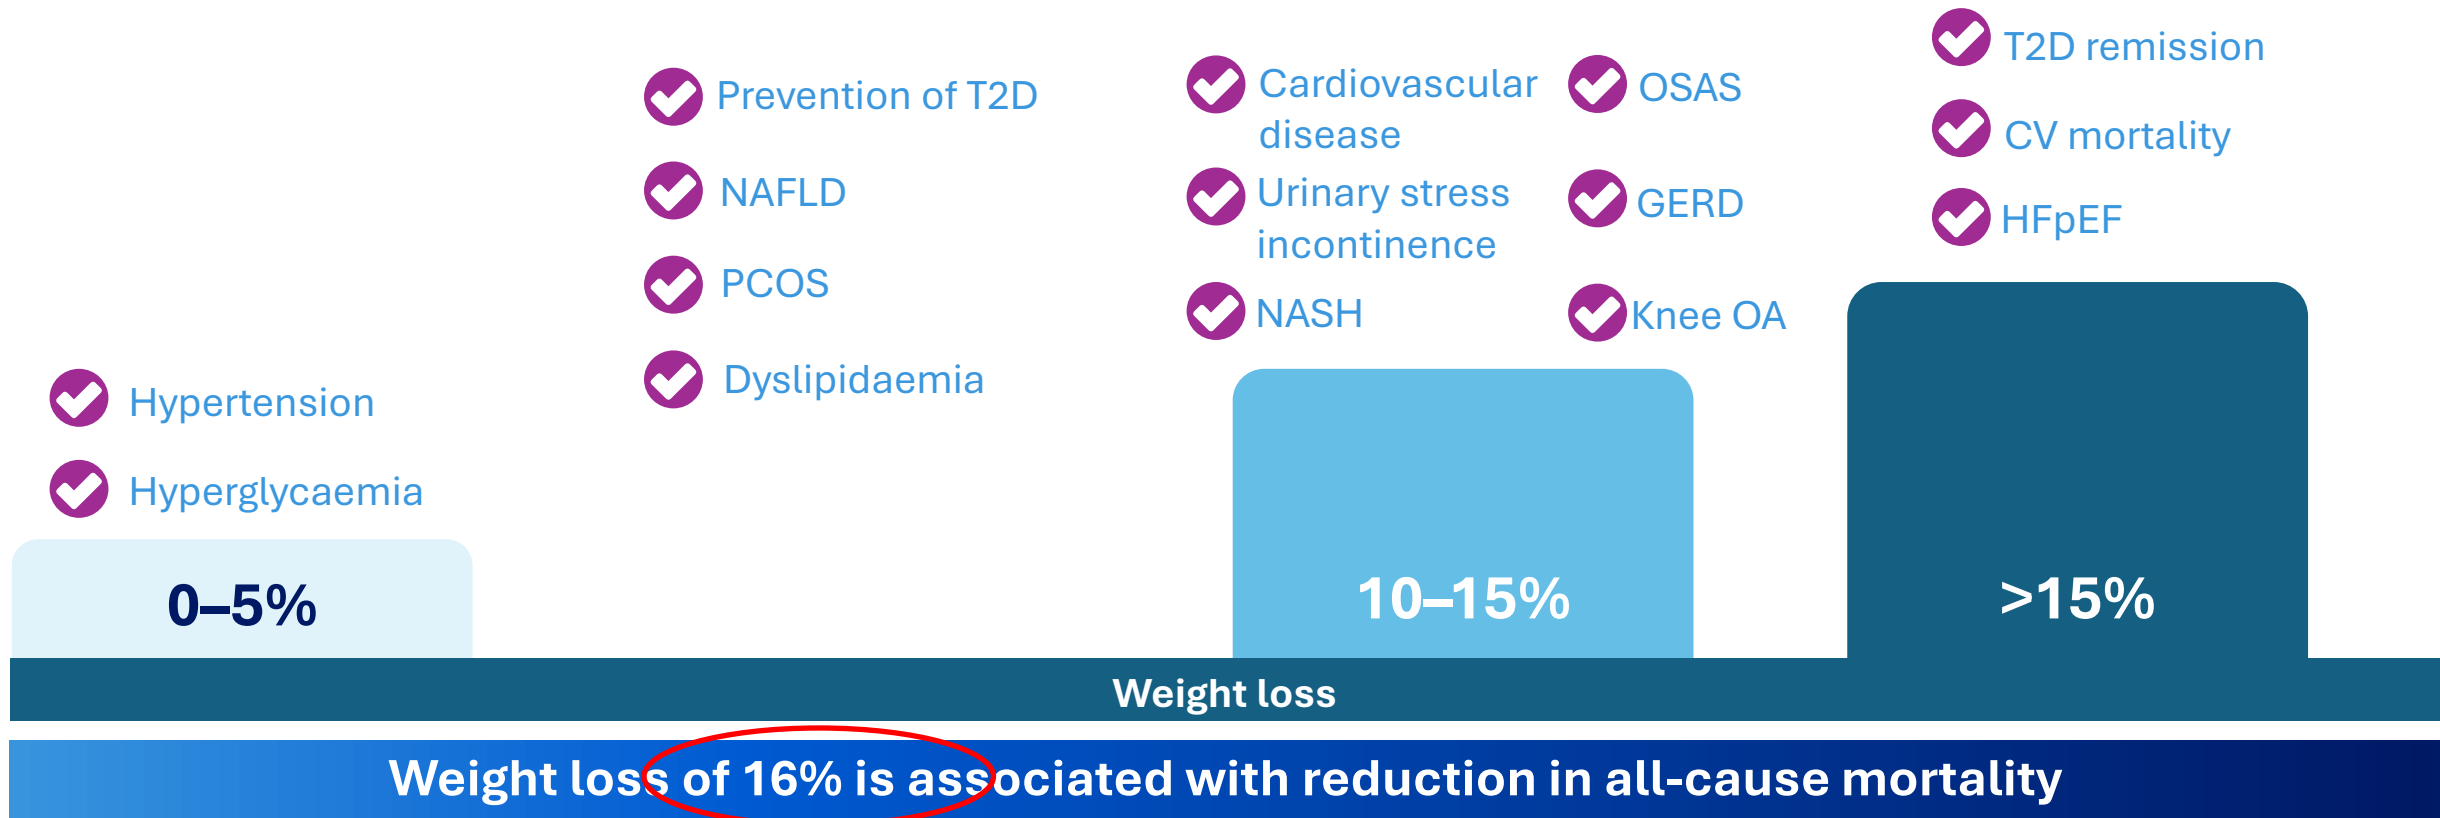 Hypertension
Hyperglycaemia
0–5%
Prevention of T2D
NAFLD
PCOS
Dyslipidaemia
Cardiovascular
disease
Urinary stress
incontinence
NASH
OSAS
GERD
Knee OA
10–15%
T2D remission
CV mortality
HFpEF
>15%
Weight loss
Weight loss of 16% is associated with reduction in all-cause mortality